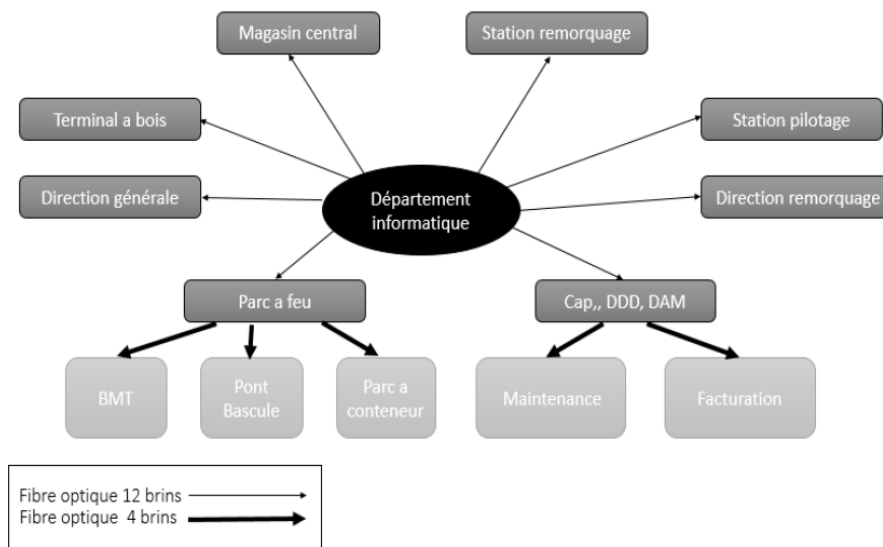 Magasin central
Station remorquage
Terminal a bois
Station pilotage
Direction générale
Département
informatique
Direction remorquage
Parc a feu
Cap,, DDD, DAM
BMT
Pont
Bascule
Parc a
conteneur
Maintenance
Facturation
Fibre optique 12 brins
Fibre optique 4 brins